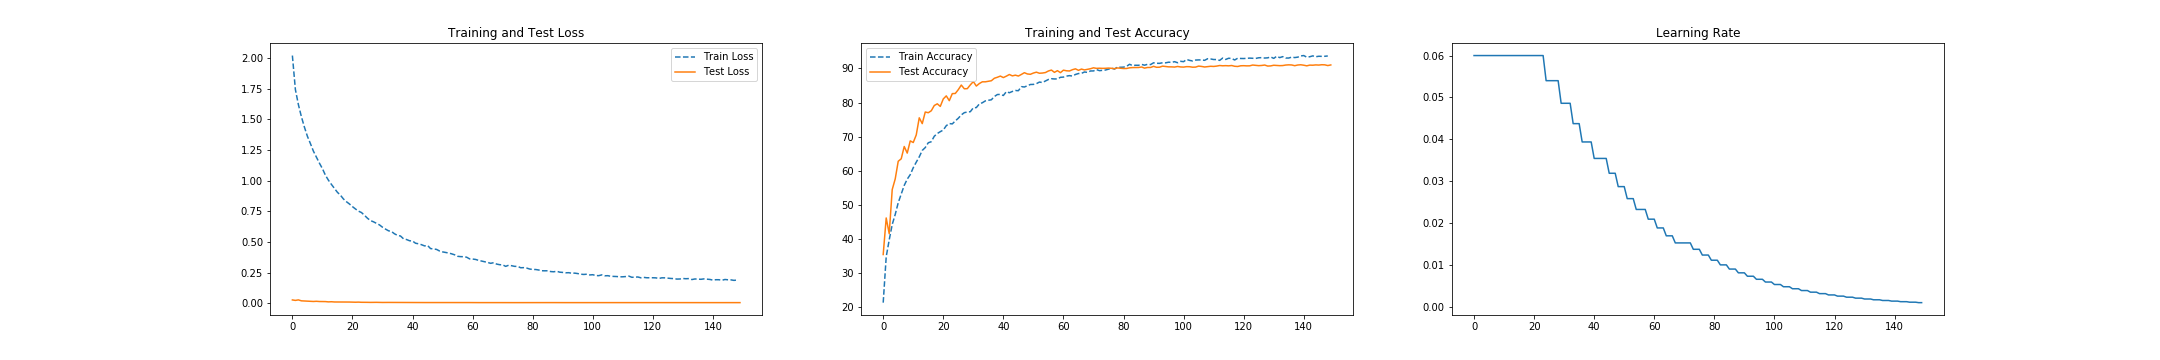 Training and Test Loss
2.00
1.75
1.50
1.25
1.00
0.75
0.50
0.25
0.00
0 20 40 60 80 100 120 140
Train Loss
Test Loss
Training and Test Accuracy
90
80
70
60
50
40
30
20
0 20 40 60 80 100 120 140
Train Accuracy
Test Accuracy
Learning Rate
0.06
0.05
0.04
0.03
0.02
0.01
0.00
0 20 40 60 80 100 120 140